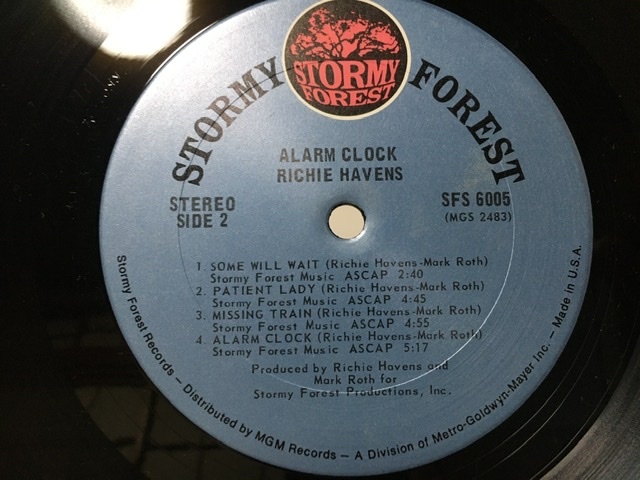 STORMY
FOREST
STORMY FOREST
ALARM CLOCK
RICHIE HAVENS
STEREO
SIDE 2
SFS 6005
(MGS 2483)
1. SOME WILL WAIT (Richie Havens-Mark Roth)
Stormy Forest Music ASCAP 2:40
2. PATIENT LADY (Richie Havens-Mark Roth)
Stormy Forest Music ASCAP 4:45
3. MISSING TRAIN (Richie Havens-Mark Roth)
Stormy Forest Music ASCAP 4:55
4. ALARM CLOCK (Richie Havens-Mark Roth)
Stormy Forest Music ASCAP 5:17
Produced by Richie Havens and
Mark Roth for
Stormy Forest Productions, Inc.
Stormy Forest Records – Distributed by MGM Records – A Division of Metro-Goldwyn-Mayer Inc. – Made in U.S.A.